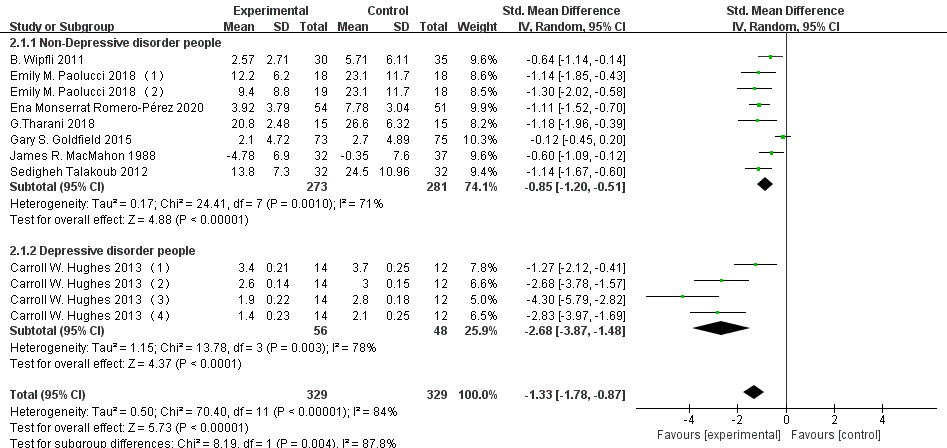 Experimental Control Std. Mean Difference Std. Mean Difference
Study or Subgroup Mean SD Total Mean SD Total Weight IV, Random, 95% CI IV, Random, 95% CI
2.1.1 Non-Depressive disorder people
B. Wipfli 2011 2.57 2.71 30 5.71 6.11 35 9.6% -0.64 [-1.14, -0.14]
Emily M. Paolucci 2018 (1) 12.2 6.2 18 23.1 11.7 18 8.6% -1.14 [-1.85, -0.43]
Emily M. Paolucci 2018 (2) 9.4 8.8 19 23.1 11.7 18 8.5% -1.30 [-2.02, -0.58]
Ena Monserrat Romero-Pérez 2020 3.92 3.79 54 7.78 3.04 51 9.9% -1.11 [-1.52, -0.70]
G.Tharani 2018 20.8 2.48 15 26.6 6.32 15 8.2% -1.18 [-1.96, -0.39]
Gary S. Goldfield 2015 2.1 4.72 73 2.7 4.89 75 10.3% -0.12 [-0.45, 0.20]
James R. MacMahon 1988 -4.78 6.9 32 -0.35 7.6 37 9.7% -0.60 [-1.09, -0.12]
Sedigheh Talakoub 2012 13.8 7.3 32 24.5 10.96 32 9.4% -1.14 [-1.67, -0.60]
Subtotal (95% CI) 273 281 74.1% -0.85 [-1.20, -0.51]
Heterogeneity: Tau² = 0.17; Chi² = 24.41, df = 7 (P = 0.0010); I² = 71%
Test for overall effect: Z = 4.88 (P < 0.00001)
2.1.2 Depressive disorder people
Carroll W. Hughes 2013 (1) 3.4 0.21 14 3.7 0.25 12 7.8% -1.27 [-2.12, -0.41]
Carroll W. Hughes 2013 (2) 2.6 0.14 14 3 0.15 12 6.6% -2.68 [-3.78, -1.57]
Carroll W. Hughes 2013 (3) 1.9 0.22 14 2.8 0.18 12 5.0% -4.30 [-5.79, -2.82]
Carroll W. Hughes 2013 (4) 1.4 0.23 14 2.1 0.25 12 6.4% -2.83 [-3.97, -1.69]
Subtotal (95% CI) 56 48 25.9% -2.68 [-3.87, -1.48]
Heterogeneity: Tau² = 1.15; Chi² = 13.78, df = 3 (P = 0.003); I² = 78%
Test for overall effect: Z = 4.37 (P < 0.0001)
Total (95% CI) 329 329 100.0% -1.33 [-1.78, -0.87]
Heterogeneity: Tau² = 0.50; Chi² = 70.40, df = 11 (P < 0.00001); I² = 84%
Test for overall effect: Z = 5.73 (P < 0.00001)
Test for subgroup differences: Chi² = 8.19, df = 1 (P = 0.004), I² = 87.8%
-4 -2 0 2 4
Favours [experimental] Favours [control]